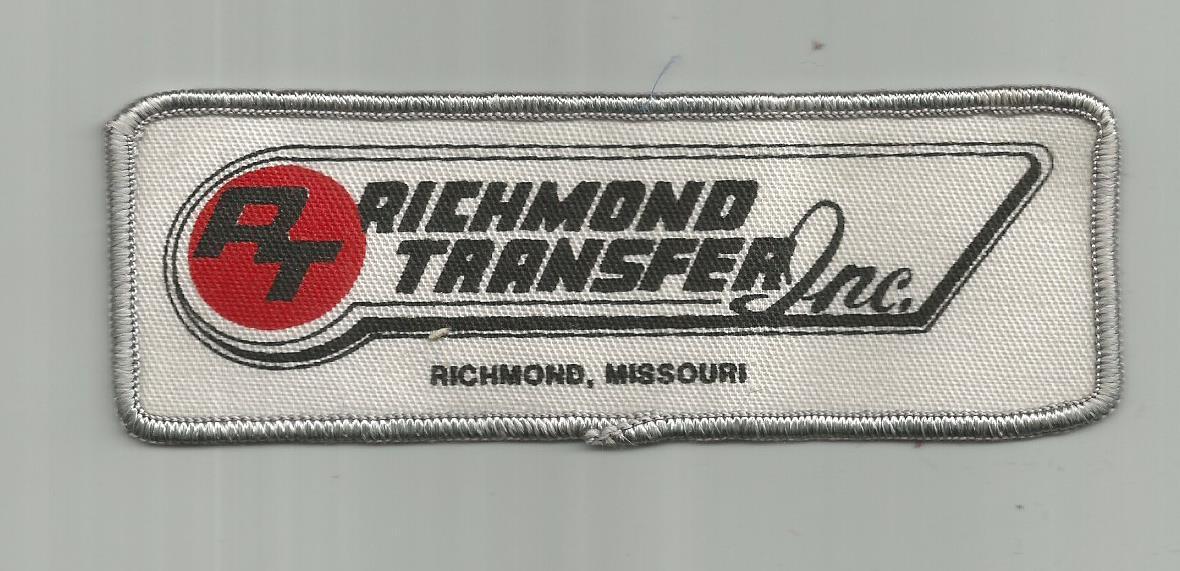 RT
RICHMOND
TRANSFER Inc.
RICHMOND, MISSOURI